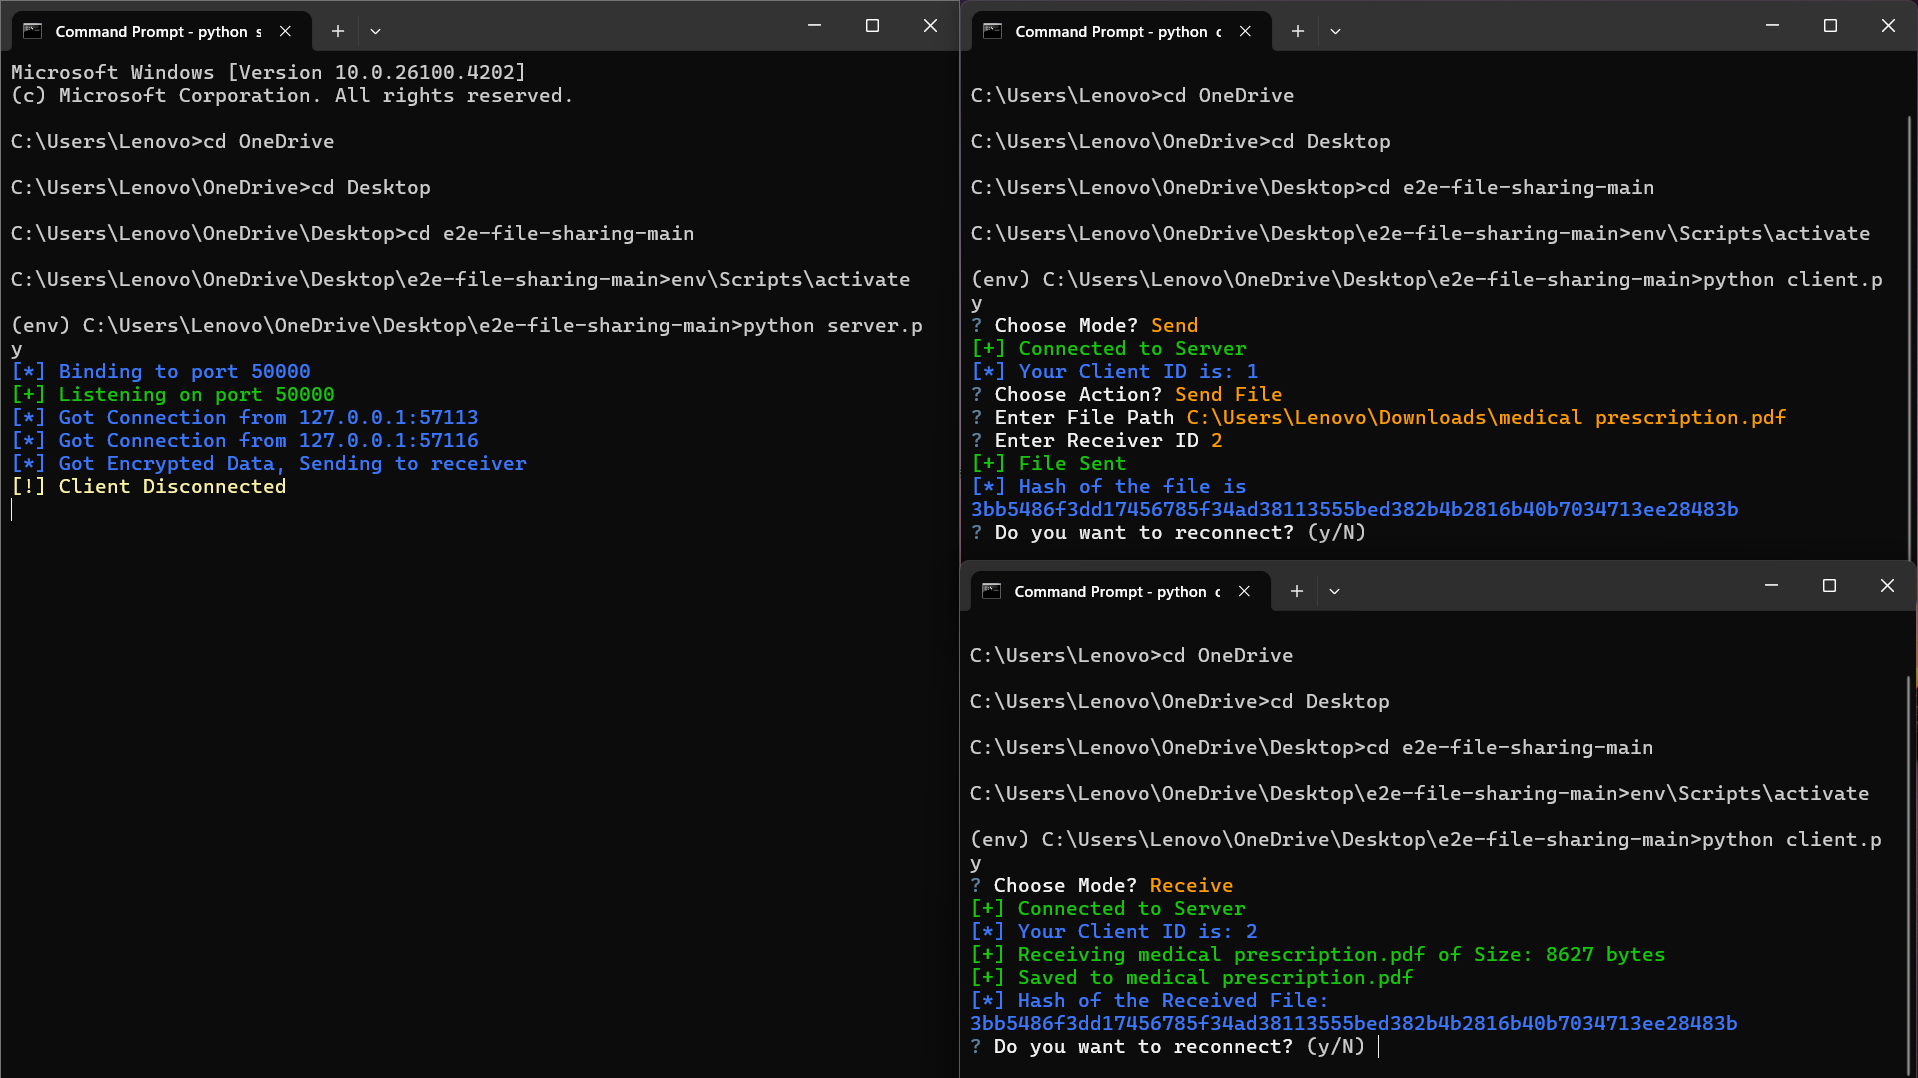 Command Prompt - python s
Microsoft Windows [Version 10.0.26100.4202]
(c) Microsoft Corporation. All rights reserved.
C:\Users\Lenovo>cd OneDrive
C:\Users\Lenovo\OneDrive>cd Desktop
C:\Users\Lenovo\OneDrive\Desktop>cd e2e-file-sharing-main
C:\Users\Lenovo\OneDrive\Desktop\e2e-file-sharing-main>env\Scripts\activate
(env) C:\Users\Lenovo\OneDrive\Desktop\e2e-file-sharing-main>python server.p
y
[*] Binding to port 50000
[+] Listening on port 50000
[*] Got Connection from 127.0.0.1:57113
[*] Got Connection from 127.0.0.1:57116
[*] Got Encrypted Data, Sending to receiver
[!] Client Disconnected
Command Prompt - python c
C:\Users\Lenovo>cd OneDrive
C:\Users\Lenovo\OneDrive>cd Desktop
C:\Users\Lenovo\OneDrive\Desktop>cd e2e-file-sharing-main
C:\Users\Lenovo\OneDrive\Desktop\e2e-file-sharing-main>env\Scripts\activate
(env) C:\Users\Lenovo\OneDrive\Desktop\e2e-file-sharing-main>python client.p
y
? Choose Mode? Send
[+] Connected to Server
[*] Your Client ID is: 1
? Choose Action? Send File
? Enter File Path C:\Users\Lenovo\Downloads\medical prescription.pdf
? Enter Receiver ID 2
[+] File Sent
[*] Hash of the file is
3bb5486f3dd17456785f34ad38113555bed382b4b2816b40b7034713ee28483b
? Do you want to reconnect? (y/N)
Command Prompt - python c
C:\Users\Lenovo>cd OneDrive
C:\Users\Lenovo\OneDrive>cd Desktop
C:\Users\Lenovo\OneDrive\Desktop>cd e2e-file-sharing-main
C:\Users\Lenovo\OneDrive\Desktop\e2e-file-sharing-main>env\Scripts\activate
(env) C:\Users\Lenovo\OneDrive\Desktop\e2e-file-sharing-main>python client.p
y
? Choose Mode? Receive
[+] Connected to Server
[*] Your Client ID is: 2
[+] Receiving medical prescription.pdf of Size: 8627 bytes
[+] Saved to medical prescription.pdf
[*] Hash of the Received File:
3bb5486f3dd17456785f34ad38113555bed382b4b2816b40b7034713ee28483b
? Do you want to reconnect? (y/N)